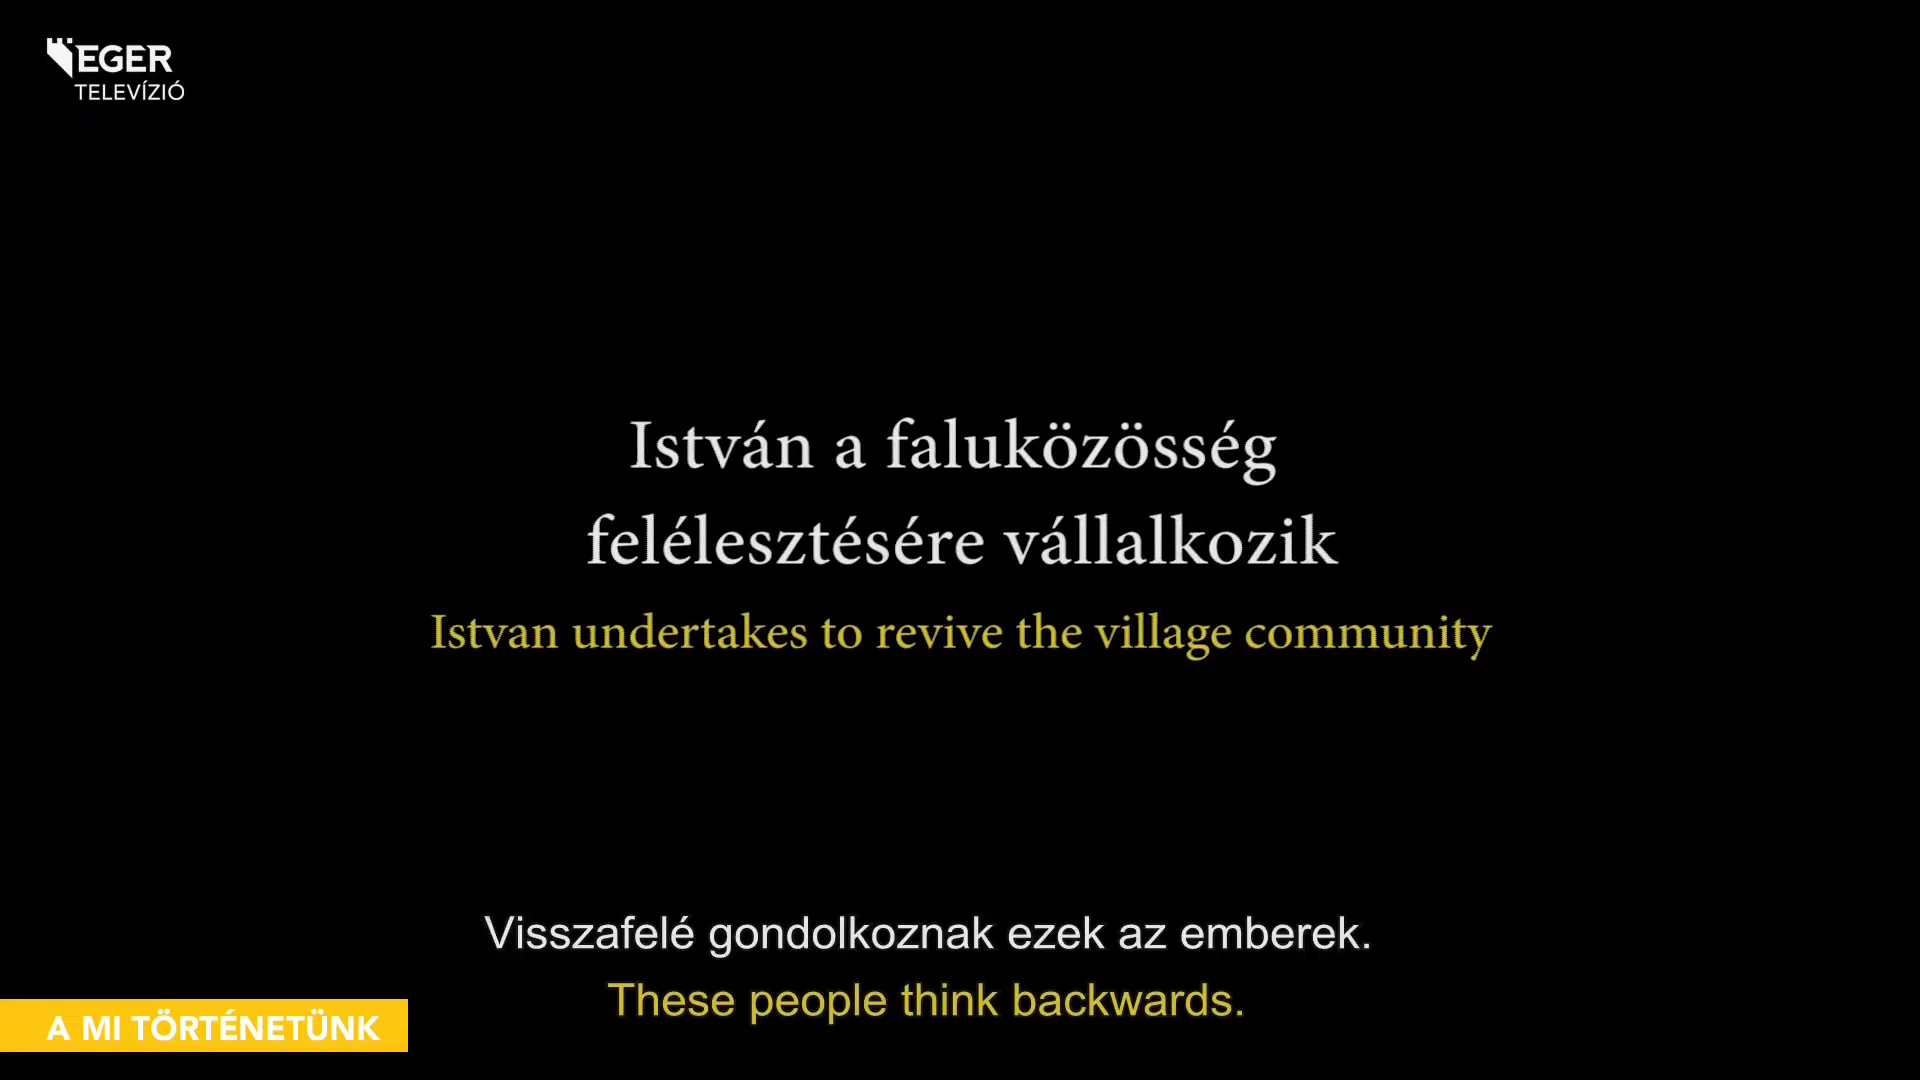 EGER
TELEVÍZIÓ
István a faluközösség
felélesztésére vállalkozik
Istvan undertakes to revive the village community
Visszafelé gondolkoznak ezek az emberek.
These people think backwards.
A MI TÖRTÉNETÜNK